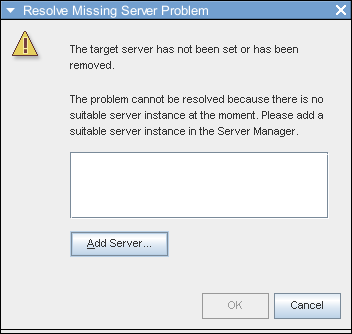 Resolve Missing Server Problem
The target server has not been set or has been
removed.
The problem cannot be resolved because there is no
suitable server instance at the moment. Please add a
suitable server instance in the Server Manager.
Add Server...
OK
Cancel